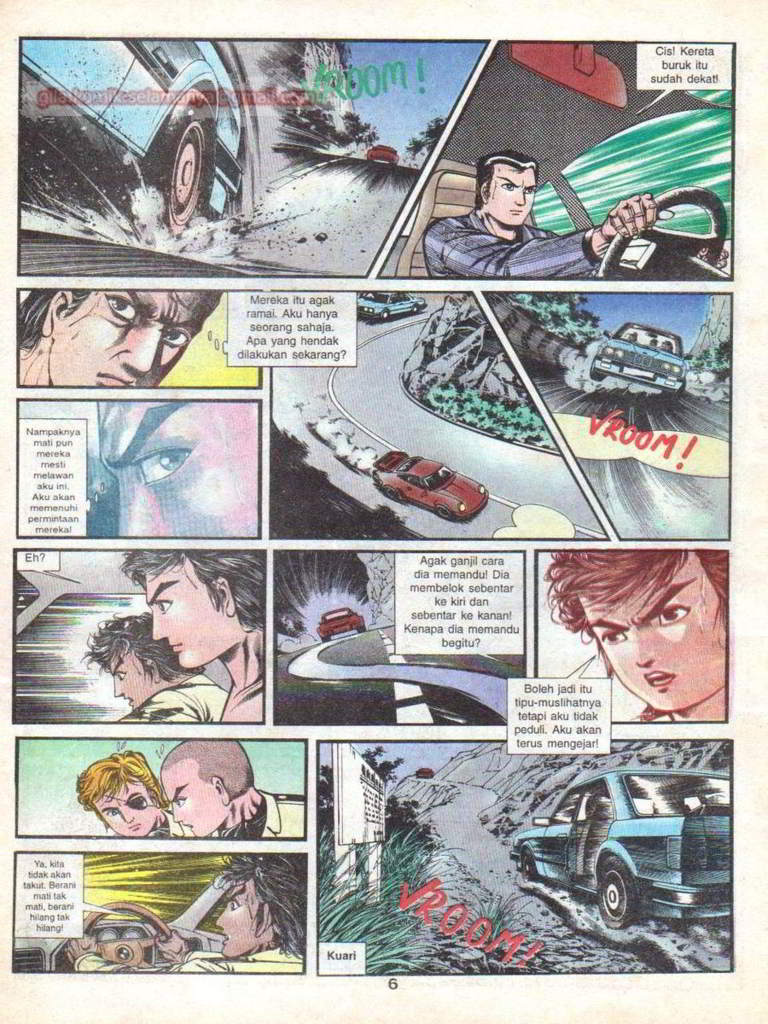 gilakomikselamanya@gmail.com
VROOM!
Cis! Kereta
buruk itu
sudah dekat!
Mereka itu agak
ramai. Aku hanya
seorang sahaja.
Apa yang hendak
dilakukan sekarang?
VROOM!
Nampaknya
mati pun
mereka
mesti
melawan
aku ini.
Aku akan
memenuhi
permintaan
mereka!
Eh?
Agak ganjil cara
dia memandu! Dia
membelok sebentar
ke kiri dan
sebentar ke kanan!
Kenapa dia memandu
begitu?
Boleh jadi itu
tipu-muslihatnya
tetapi aku tidak
peduli. Aku akan
terus mengejar!
Ya, kita
tidak akan
takut. Berani
mati tak
mati, berani
hilang tak
hilang!
VROOM!
Kuari
6